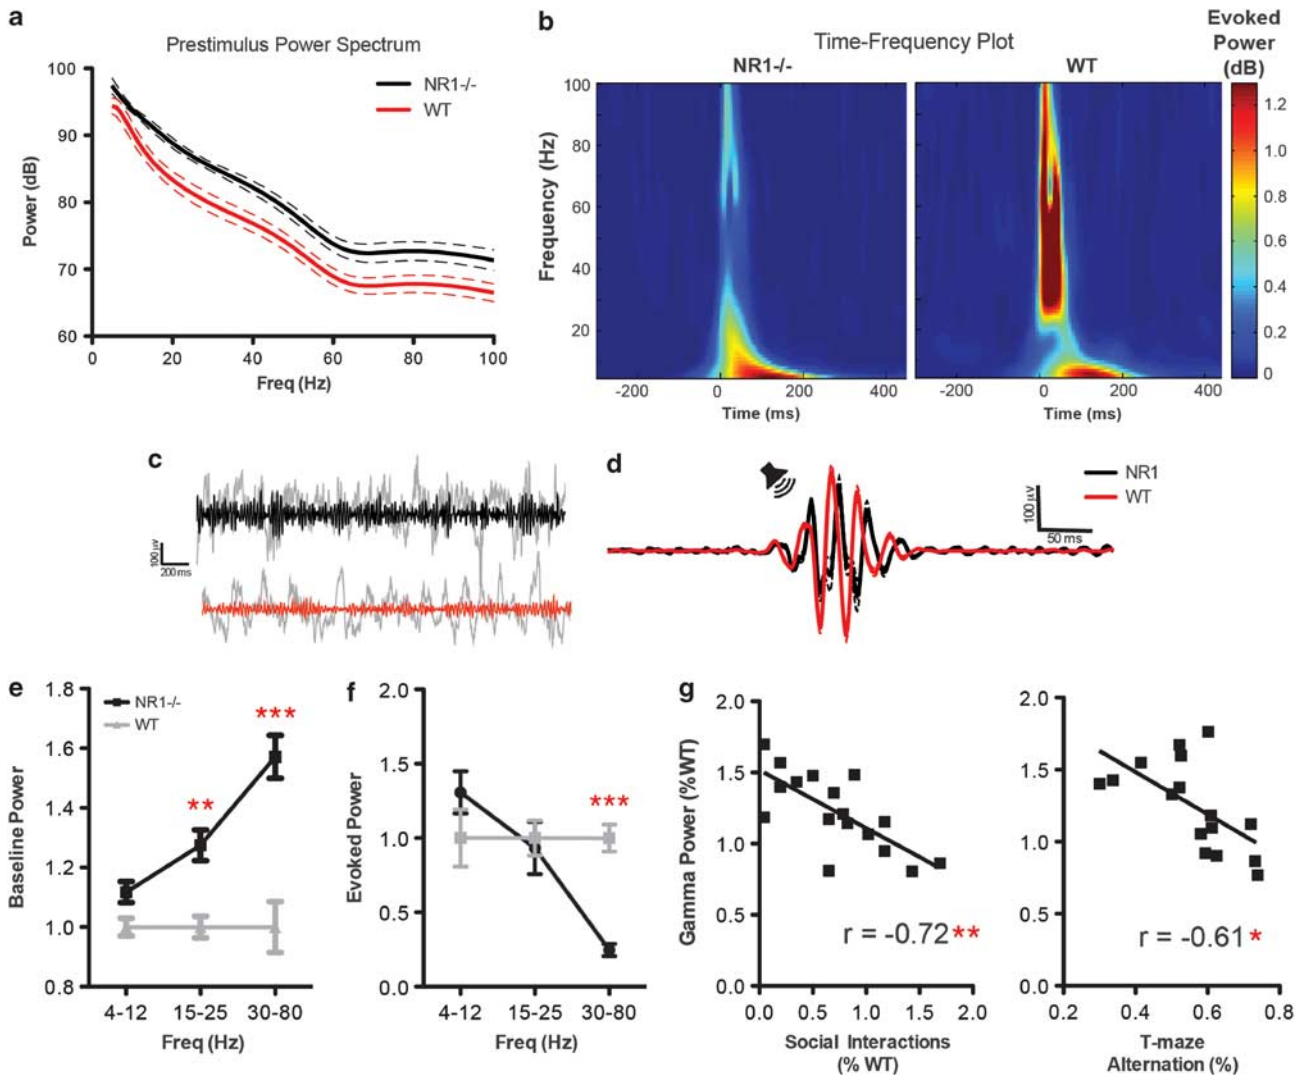 a
Prestimulus Power Spectrum
100
90
80
70
60
Power (dB)
NR1-/-
WT
0 20 40 60 80 100
Freq (Hz)
b
Time-Frequency Plot
NR1-/- WT
Evoked
Power
(dB)
100
80
60
40
20
Frequency (Hz)
-200 0 200 400
Time (ms)
-200 0 200 400
Time (ms)
1.2
1.0
0.8
0.6
0.4
0.2
0
c
100 µV
200 ms
d
NR1
WT
100 µV
50 ms
e
1.8
1.6
1.4
1.2
1.0
0.8
Baseline Power
NR1-/-
WT
**
***
4-12 15-25 30-80
Freq (Hz)
f
2.0
1.5
1.0
0.5
0.0
Evoked Power
***
4-12 15-25 30-80
Freq (Hz)
g
2.0
1.5
1.0
0.5
0.0
Gamma Power (%WT)
r = -0.72**
0.0 0.5 1.0 1.5 2.0
Social Interactions
(% WT)
2.0
1.5
1.0
0.5
0.0
r = -0.61*
0.2 0.4 0.6 0.8
T-maze
Alternation (%)